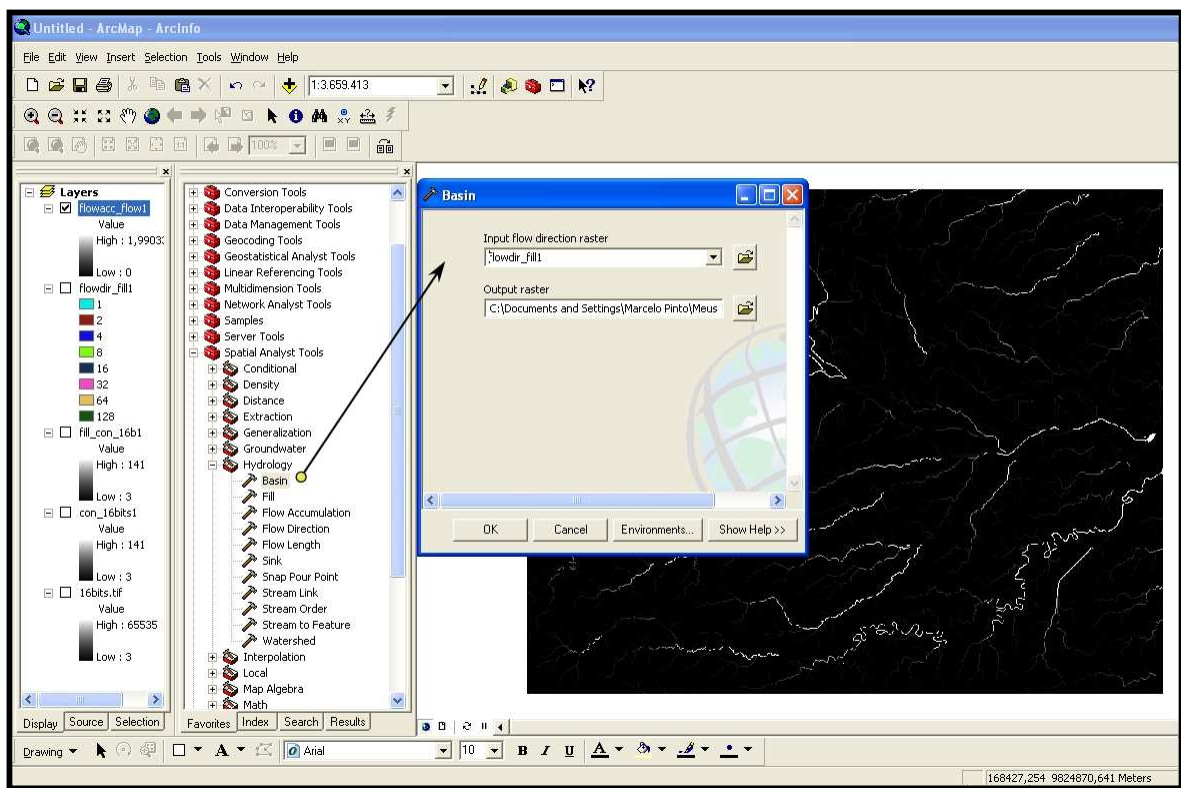 Untitled - ArcMap - ArcInfo
File Edit View Insert Selection Tools Window Help
1:3.659.413
100%
Layers
flowacc_flow1
Value
High : 1,9903
Low : 0
flowdir_fill1
1
2
4
8
16
32
64
128
fill_con_16b1
Value
High : 141
Low : 3
con_16bits1
Value
High : 141
Low : 3
16bits.tif
Value
High : 65535
Low : 3
Display Source Selection
Conversion Tools
Data Interoperability Tools
Data Management Tools
Geocoding Tools
Geostatistical Analyst Tools
Linear Referencing Tools
Multidimension Tools
Network Analyst Tools
Samples
Server Tools
Spatial Analyst Tools
Conditional
Density
Distance
Extraction
Generalization
Groundwater
Hydrology
Basin
Fill
Flow Accumulation
Flow Direction
Flow Length
Sink
Snap Pour Point
Stream Link
Stream Order
Stream to Feature
Watershed
Interpolation
Local
Map Algebra
Math
Favorites Index Search Results
Basin
Input flow direction raster
flowdir_fill1
Output raster
C:\Documents and Settings\Marcelo Pinto\Meus
OK Cancel Environments... Show Help >>
Drawing A Arial 10 B I U A
168427,254 9824870,641 Meters